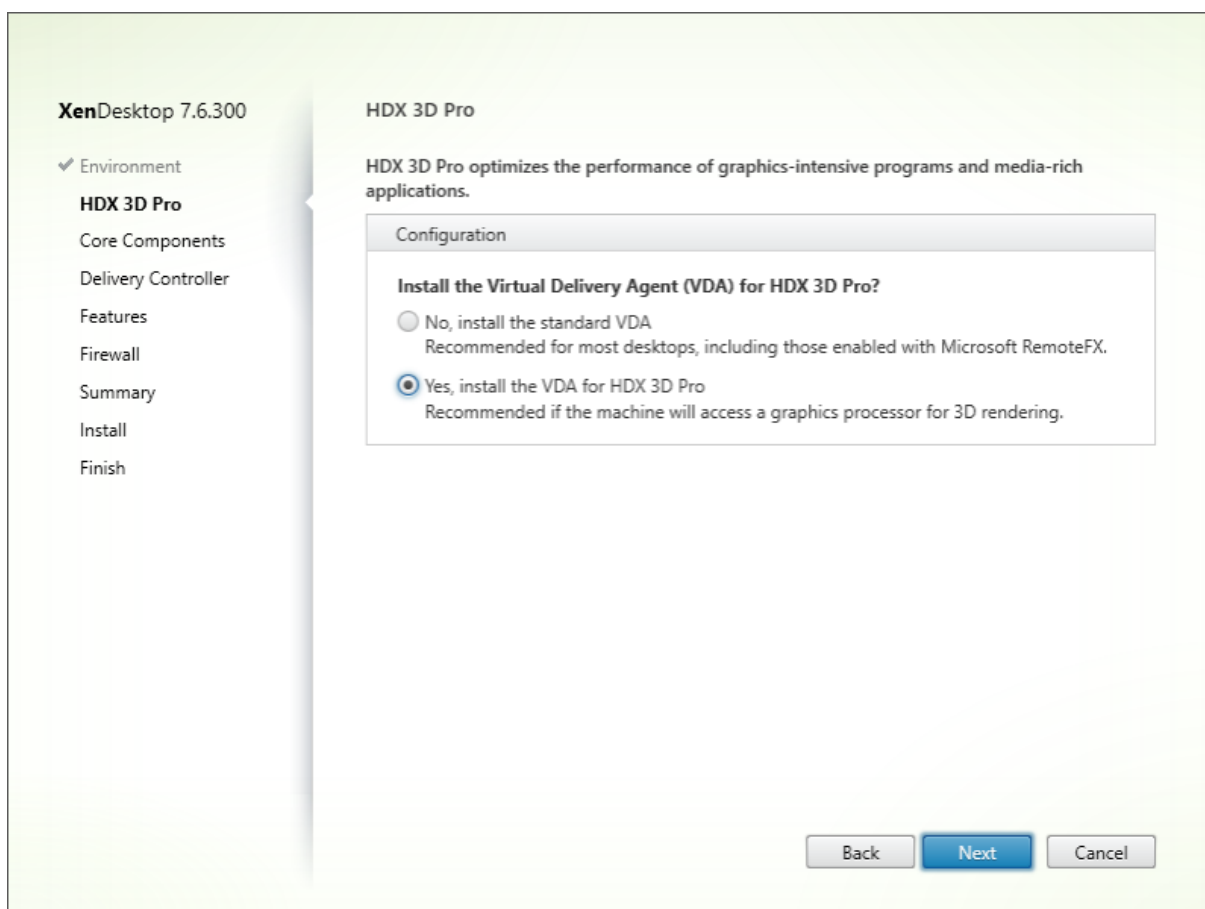 XenDesktop 7.6.300
Environment
HDX 3D Pro
Core Components
Delivery Controller
Features
Firewall
Summary
Install
Finish
HDX 3D Pro
HDX 3D Pro optimizes the performance of graphics-intensive programs and media-rich
applications.
Configuration
Install the Virtual Delivery Agent (VDA) for HDX 3D Pro?
No, install the standard VDA
Recommended for most desktops, including those enabled with Microsoft RemoteFX.
Yes, install the VDA for HDX 3D Pro
Recommended if the machine will access a graphics processor for 3D rendering.
Back Next Cancel